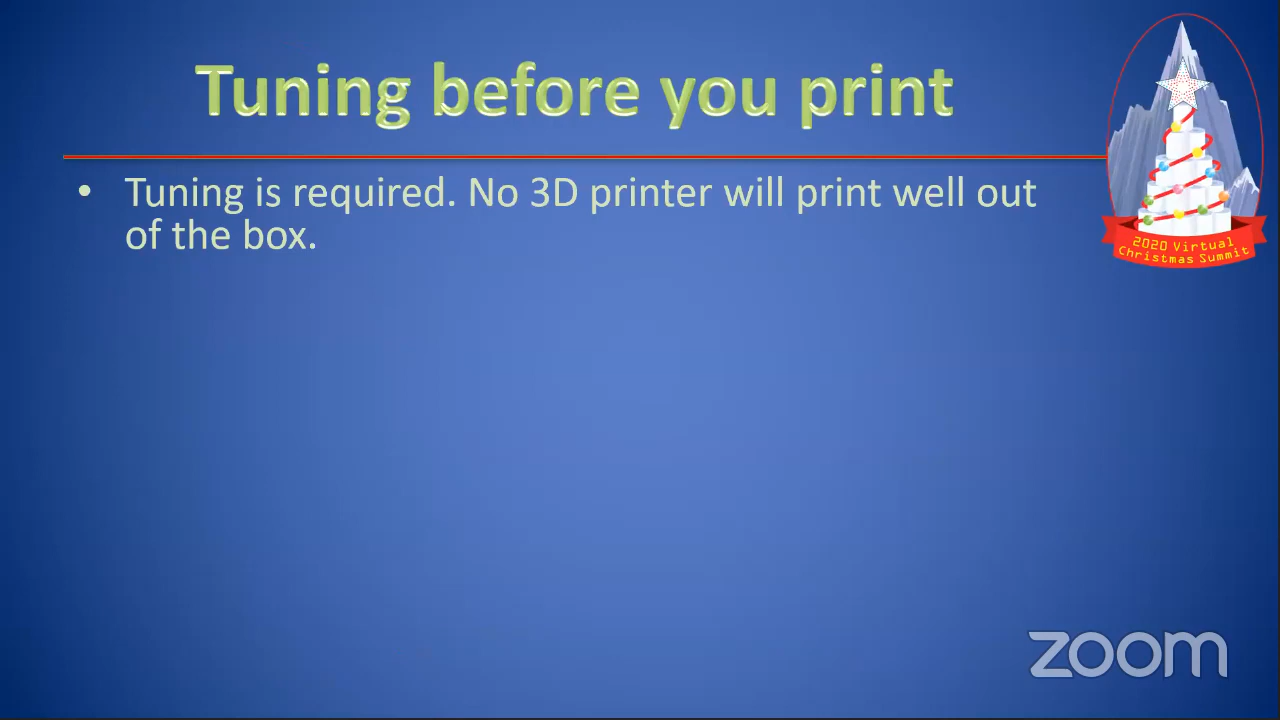 Tuning before you print
• Tuning is required. No 3D printer will print well out
of the box.
2020 Virtual
Christmas Summit
zoom